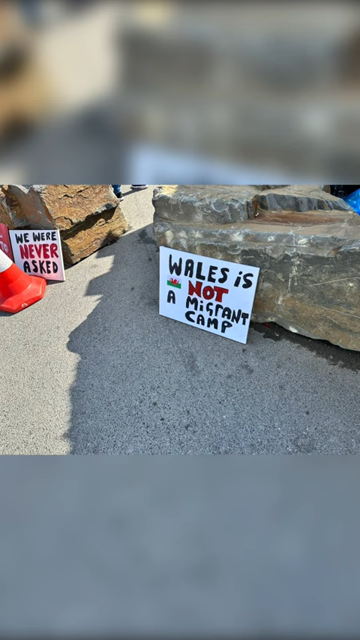 WE WERE
NEVER
ASKED
WALES iS
NOT
A MiGRANT
CAMP